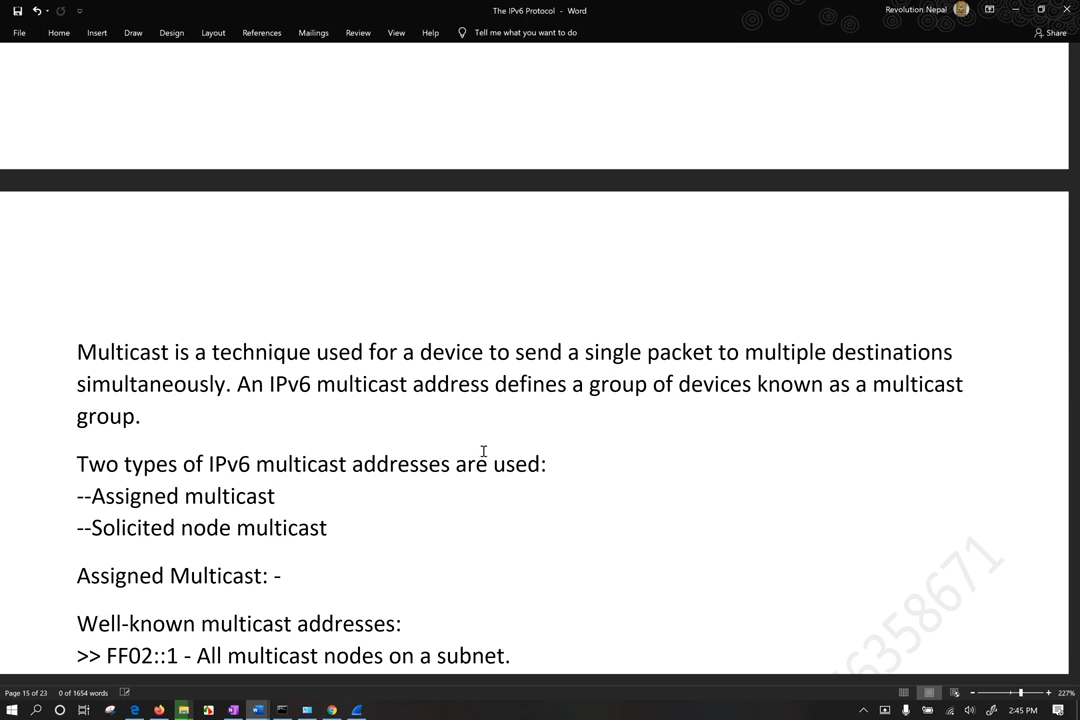 The IPv6 Protocol - Word
Revolution Nepal
File Home Insert Draw Design Layout References Mailings Review View Help Tell me what you want to do
Share
Multicast is a technique used for a device to send a single packet to multiple destinations
simultaneously. An IPv6 multicast address defines a group of devices known as a multicast
group.
Two types of IPv6 multicast addresses are used:
--Assigned multicast
--Solicited node multicast
Assigned Multicast: -
Well-known multicast addresses:
>> FF02::1 - All multicast nodes on a subnet.
6358671
Page 15 of 23 0 of 1654 words
227%
2:45 PM